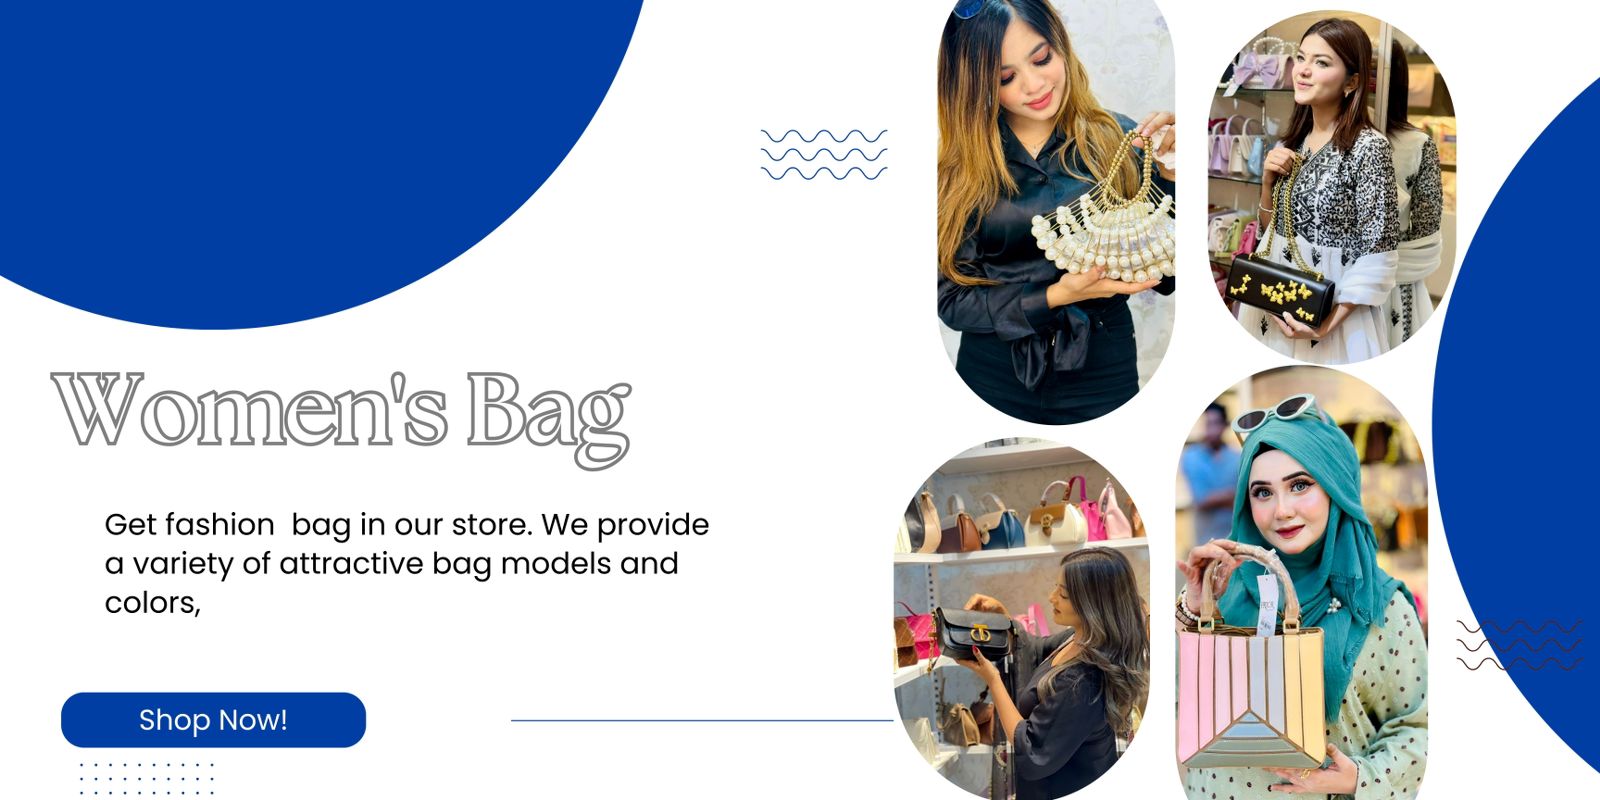 Women's Bag
Get fashion  bag in our store. We provide
a variety of attractive bag models and
colors,
Shop Now!